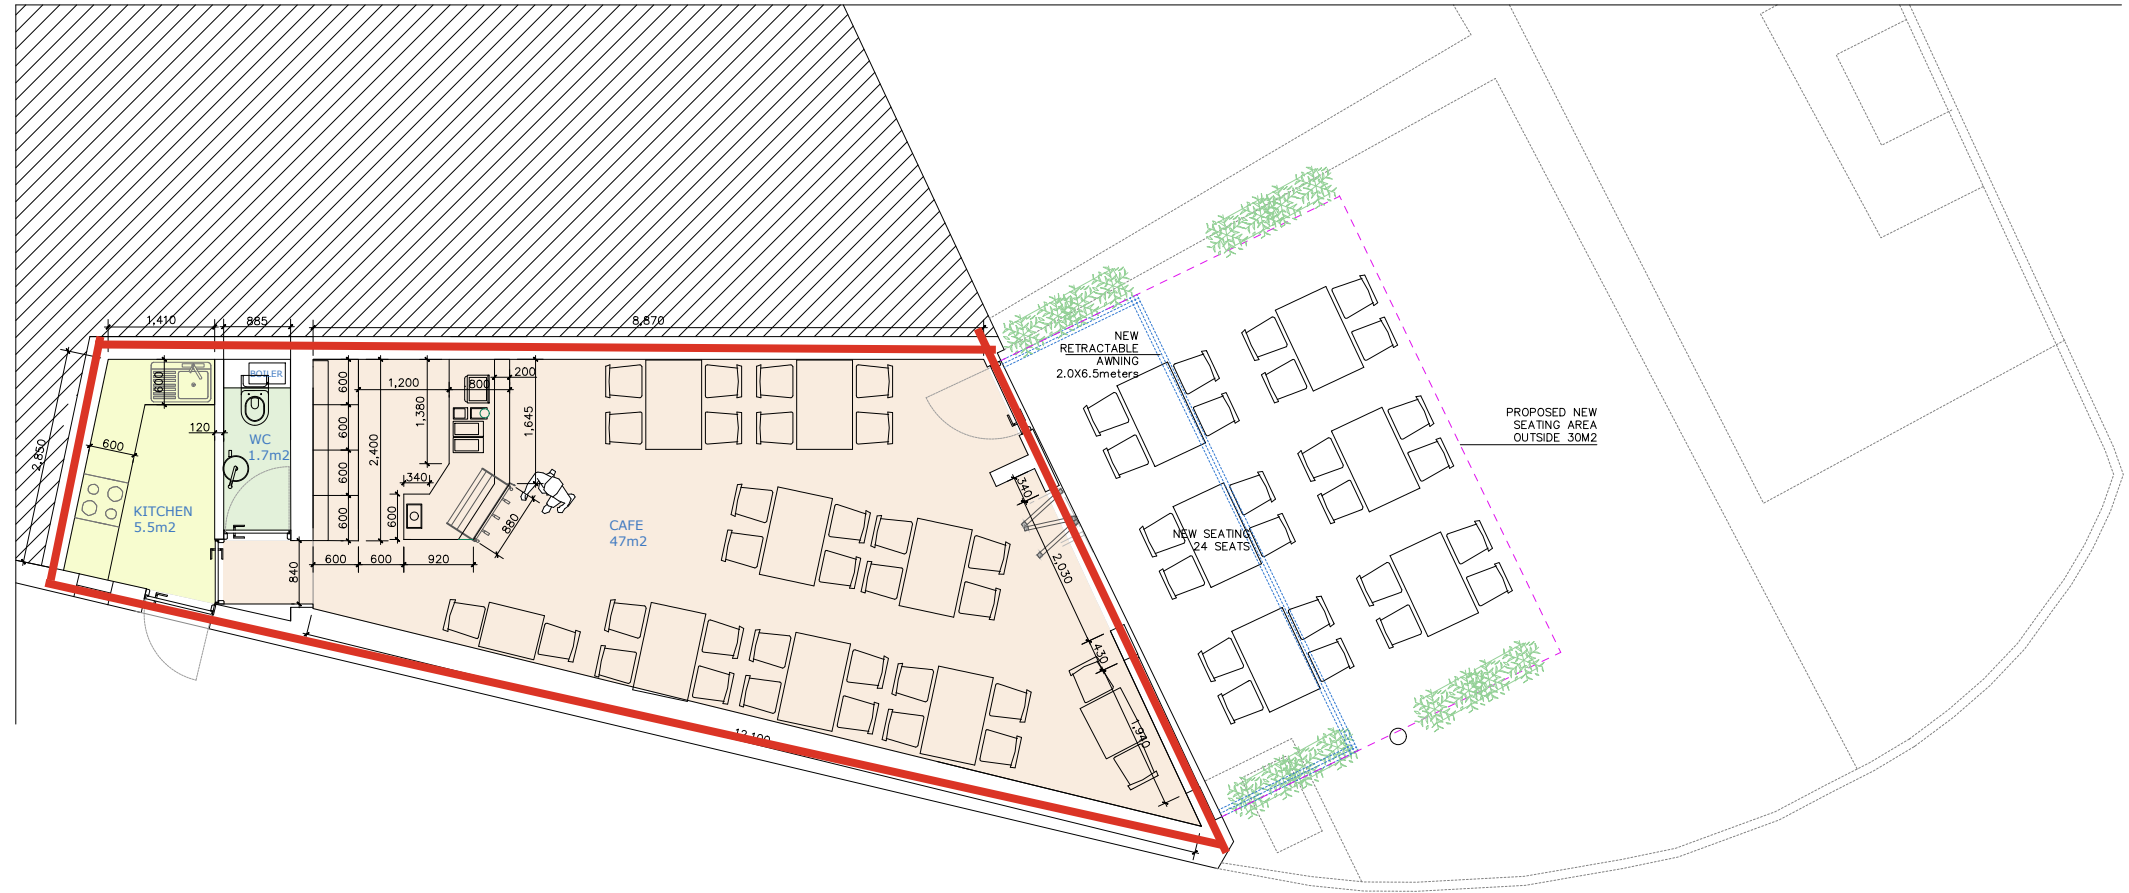 1,410
885
8,870
2,850
600
BOILER
600
120
WC
1.7m2
KITCHEN
5.5m2
600
600
600
600
2,400
1,200
1,380
800
200
1,645
340
600
880
600
600
920
840
CAFE
47m2
12,100
340
2,030
430
1,940
NEW
RETRACTABLE
AWNING
2.0X6.5meters
NEW SEATING
24 SEATS
PROPOSED NEW
SEATING AREA
OUTSIDE 30M2